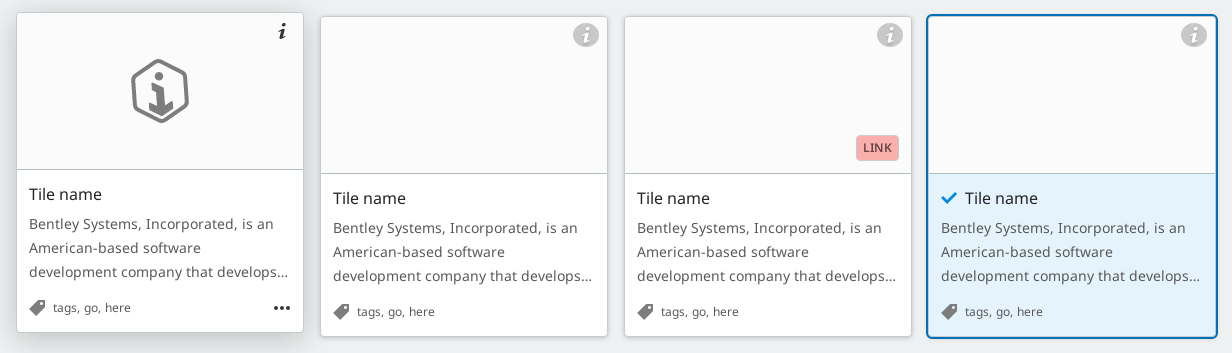 Tile name
Bentley Systems, Incorporated, is an
American-based software
development company that develops...
tags, go, here
Tile name
Bentley Systems, Incorporated, is an
American-based software
development company that develops...
tags, go, here
LINK
Tile name
Bentley Systems, Incorporated, is an
American-based software
development company that develops...
tags, go, here
Tile name
Bentley Systems, Incorporated, is an
American-based software
development company that develops...
tags, go, here